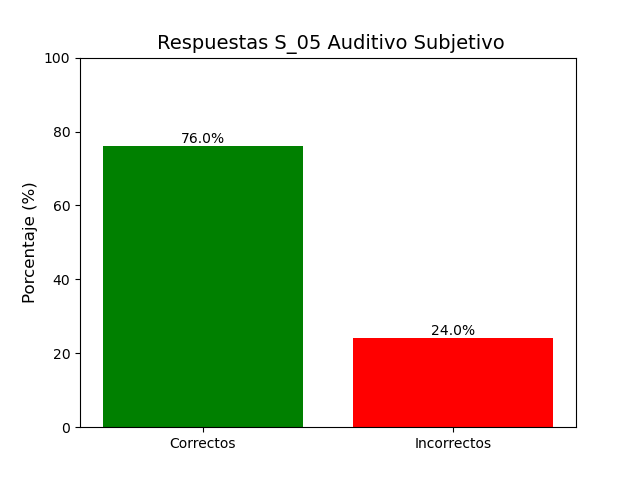 Respuestas S_05 Auditivo Subjetivo
Porcentaje (%)
100
80
60
40
20
0
76.0%
24.0%
Correctos
Incorrectos